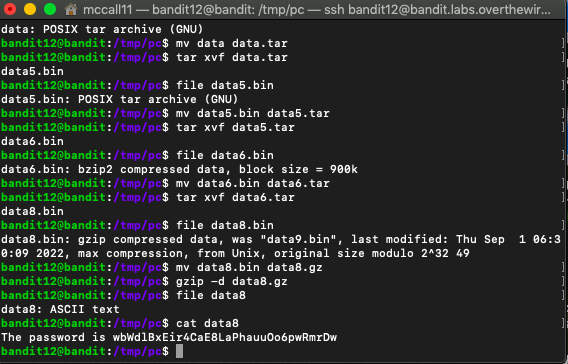 mccall11 — bandit12@bandit: /tmp/pc — ssh bandit12@bandit.labs.overthewir...
data: POSIX tar archive (GNU)
bandit12@bandit:/tmp/pc$ mv data data.tar
bandit12@bandit:/tmp/pc$ tar xvf data.tar
data5.bin
bandit12@bandit:/tmp/pc$ file data5.bin
data5.bin: POSIX tar archive (GNU)
bandit12@bandit:/tmp/pc$ mv data5.bin data5.tar
bandit12@bandit:/tmp/pc$ tar xvf data5.tar
data6.bin
bandit12@bandit:/tmp/pc$ file data6.bin
data6.bin: bzip2 compressed data, block size = 900k
bandit12@bandit:/tmp/pc$ mv data6.bin data6.tar
bandit12@bandit:/tmp/pc$ tar xvf data6.tar
data8.bin
bandit12@bandit:/tmp/pc$ file data8.bin
data8.bin: gzip compressed data, was "data9.bin", last modified: Thu Sep  1 06:3
0:09 2022, max compression, from Unix, original size modulo 2^32 49
bandit12@bandit:/tmp/pc$ mv data8.bin data8.gz
bandit12@bandit:/tmp/pc$ gzip -d data8.gz
bandit12@bandit:/tmp/pc$ file data8
data8: ASCII text
bandit12@bandit:/tmp/pc$ cat data8
The password is wbWdlBxEir4CaE8LaPhauuOo6pwRmrDw
bandit12@bandit:/tmp/pc$